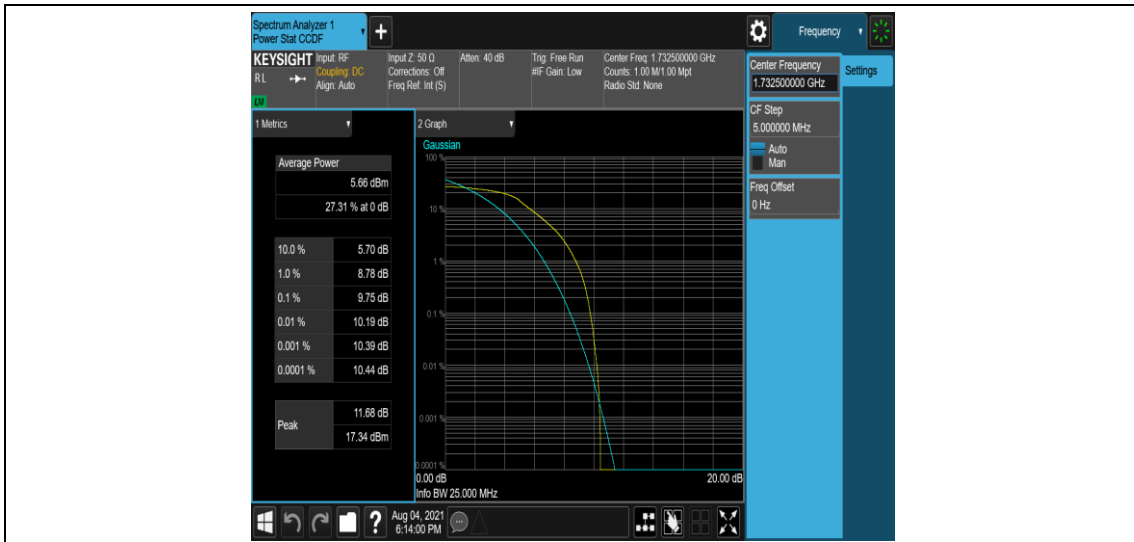 Spectrum Analyzer 1
Power Stat CCDF
Frequency
KEYSIGHT
RL
LM
Input: RF
Coupling: DC
Align: Auto
Input Z: 50 Ω
Corrections: Off
Freq Ref: Int (S)
Atten: 40 dB
Trig: Free Run
#IF Gain: Low
Center Freq: 1.732500000 GHz
Counts: 1.00 M/1.00 Mpt
Radio Std: None
Center Frequency
1.732500000 GHz
Settings
CF Step
5.000000 MHz
Auto
Man
Freq Offset
0 Hz
1 Metrics
Average Power
5.66 dBm
27.31 % at 0 dB
10.0 % 5.70 dB
1.0 % 8.78 dB
0.1 % 9.75 dB
0.01 % 10.19 dB
0.001 % 10.39 dB
0.0001 % 10.44 dB
Peak
11.68 dB
17.34 dBm
2 Graph
Gaussian
100 %
10 %
1 %
0.1 %
0.01 %
0.001 %
0.0001 %
0.00 dB 20.00 dB
Info BW 25.000 MHz
?
Aug 04, 2021
6:14:00 PM